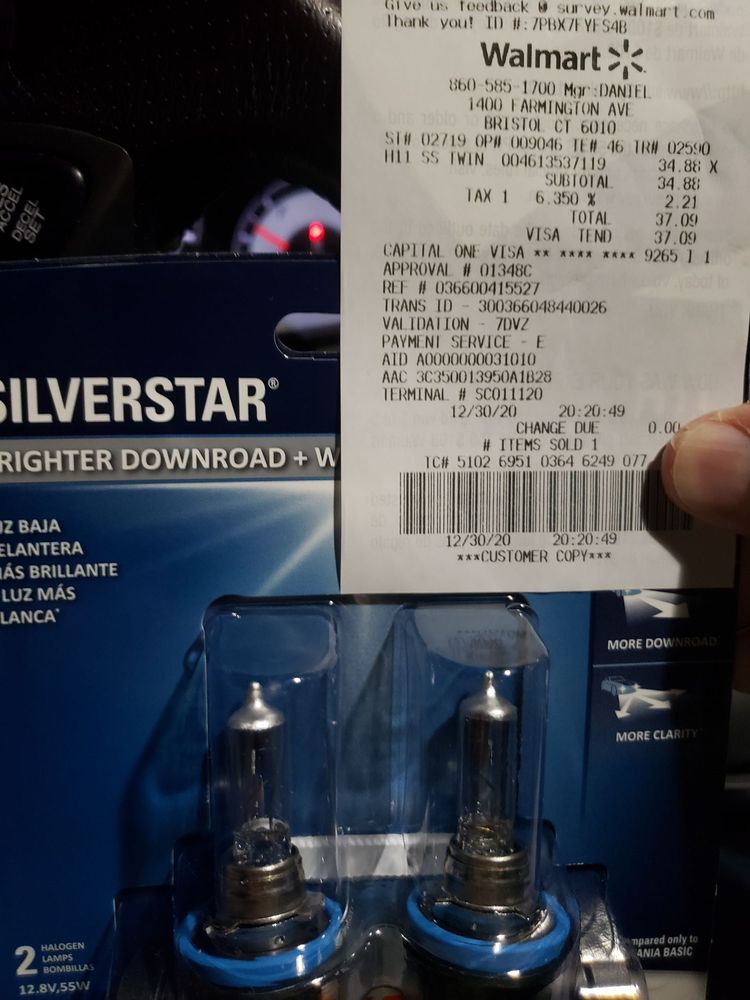 Give us feedback @ survey.walmart.com
Thank you! ID #:7PBX7FYFS4B
Walmart
860-585-1700 Mgr:DANIEL
1400 FARMINGTON AVE
BRISTOL CT 6010
ST# 02719 OP# 009046 TE# 46 TR# 02590
H11 SS TWIN 004613537119 34.88 X
SUBTOTAL 34.88
TAX 1 6.350 % 2.21
TOTAL 37.09
VISA TEND 37.09
CAPITAL ONE VISA ** **** **** 9265 I 1
APPROVAL # 01348C
REF # 036600415527
TRANS ID - 300366048440026
VALIDATION - 7DVZ
PAYMENT SERVICE - E
AID A0000000031010
AAC 3C350013950A1B28
TERMINAL # SC011120
12/30/20 20:20:49
CHANGE DUE 0.00
# ITEMS SOLD 1
TC# 5102 6951 0364 6249 077
12/30/20 20:20:49
***CUSTOMER COPY***
ACCEL
DECEL
SET
SILVERSTAR®
RIGHTER DOWNROAD + W
UZ BAJA
ELANTERA
MÁS BRILLANTE
LUZ MÁS
LANCA*
MORE DOWNROAD
MORE CLARITY
2 HALOGEN
LAMPS
BOMBILLAS
12.8V,55W
mpared only to
ANIA BASIC